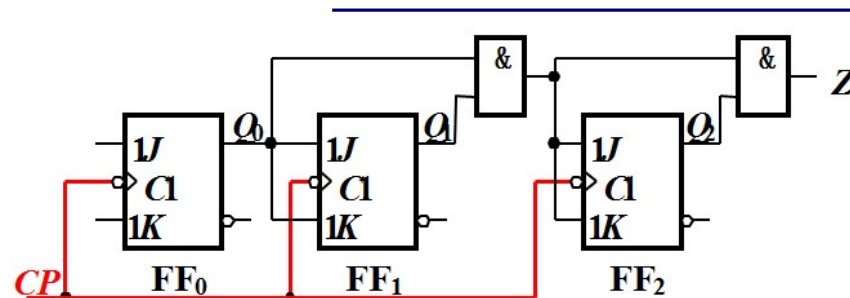 & &
Z
Q0 Q1 Q2
1J 1J 1J
C1 C1 C1
1K 1K 1K
CP FF0 FF1 FF2